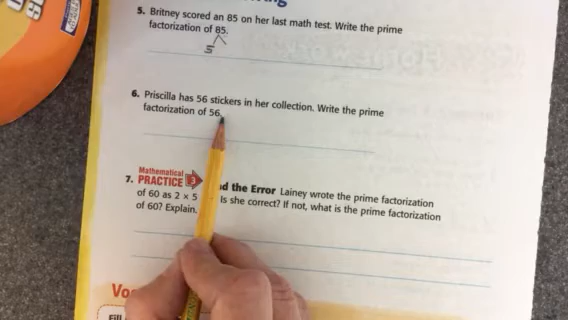 5. Britney scored an 85 on her last math test. Write the prime
factorization of 85.
5
6. Priscilla has 56 stickers in her collection. Write the prime
factorization of 56.
Mathematical
7. PRACTICE 3 d the Error Lainey wrote the prime factorization
of 60 as 2 × 5 Is she correct? If not, what is the prime factorization
of 60? Explain.
Vo
Fill